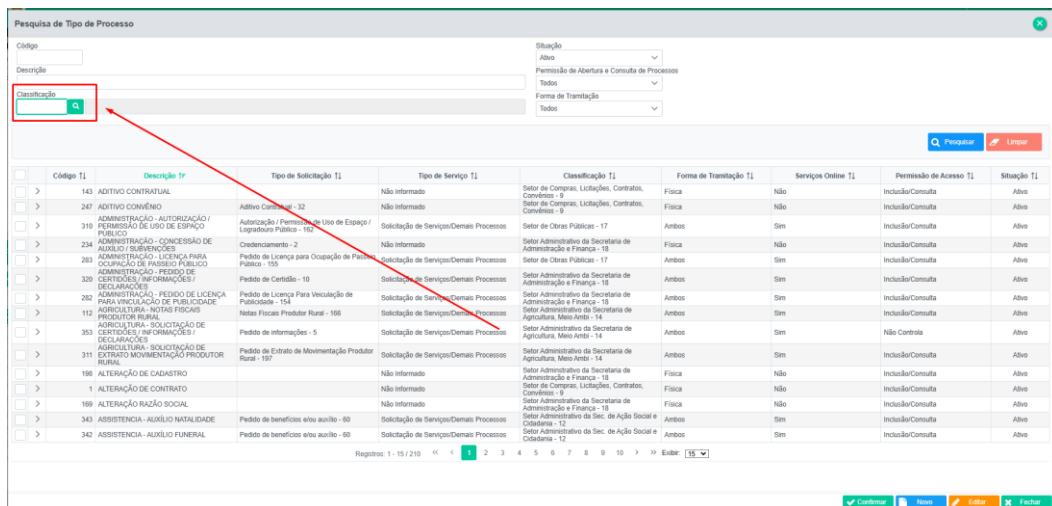 Pesquisa de Tipo de Processo
Código
Situação
Ativo
Descrição
Permissão de Abertura e Consulta de Processos
Todos
Classificação
Forma de Tramitação
Todos
Pesquisar Limpar
Código Descrição Tipo de Solicitação Tipo de Serviço Classificação Forma de Tramitação Serviços Online Permissão de Acesso Situação
143 ADITIVO CONTRATUAL Não Informado Setor de Compras, Licitações, Contratos, Convênios - 9 Física Não Inclusão/Consulta Ativo
247 ADITIVO CONVÊNIO Aditivo Contratual - 32 Não Informado Setor de Compras, Licitações, Contratos, Convênios - 9 Física Não Inclusão/Consulta Ativo
310 ADMINISTRAÇÃO - AUTORIZAÇÃO / PERMISSÃO DE USO DE ESPAÇO PÚBLICO Autorização / Permissão de Uso de Espaço / Logradouro Público - 162 Solicitação de Serviços/Demais Processos Setor de Obras Públicas - 17 Ambos Sim Inclusão/Consulta Ativo
234 ADMINISTRAÇÃO - CONCESSÃO DE AUXÍLIO / SUBVENÇÕES Credenciamento - 2 Não Informado Setor Administrativo da Secretaria de Administração e Finança - 18 Física Não Inclusão/Consulta Ativo
283 ADMINISTRAÇÃO - LICENÇA PARA OCUPAÇÃO DE PASSEIO PÚBLICO Pedido de Licença para Ocupação de Passeio Público - 155 Solicitação de Serviços/Demais Processos Setor de Obras Públicas - 17 Ambos Sim Inclusão/Consulta Ativo
320 ADMINISTRAÇÃO - PEDIDO DE CERTIDÕES / INFORMAÇÕES / DECLARAÇÕES Pedido de Certidão - 10 Solicitação de Serviços/Demais Processos Setor Administrativo da Secretaria de Administração e Finança - 18 Ambos Sim Inclusão/Consulta Ativo
282 ADMINISTRAÇÃO - PEDIDO DE LICENÇA PARA VINCULAÇÃO DE PUBLICIDADE Pedido de Licença Para Veiculação de Publicidade - 154 Solicitação de Serviços/Demais Processos Setor Administrativo da Secretaria de Administração e Finança - 18 Ambos Sim Inclusão/Consulta Ativo
112 AGRICULTURA - NOTAS FISCAIS PRODUTOR RURAL Notas Fiscais Produtor Rural - 166 Solicitação de Serviços/Demais Processos Setor Administrativo da Secretaria de Agricultura, Meio Ambi - 14 Ambos Sim Inclusão/Consulta Ativo
353 AGRICULTURA - SOLICITAÇÃO DE CERTIDÕES / INFORMAÇÕES / DECLARAÇÕES Pedido de informações - 5 Solicitação de Serviços/Demais Processos Setor Administrativo da Secretaria de Agricultura, Meio Ambi - 14 Ambos Sim Não Controla Ativo
311 AGRICULTURA - SOLICITAÇÃO DE EXTRATO MOVIMENTAÇÃO PRODUTOR RURAL Pedido de Extrato de Movimentação Produtor Rural - 197 Solicitação de Serviços/Demais Processos Setor Administrativo da Secretaria de Agricultura, Meio Ambi - 14 Ambos Sim Inclusão/Consulta Ativo
198 ALTERAÇÃO DE CADASTRO Não Informado Setor Administrativo da Secretaria de Administração e Finança - 18 Física Não Inclusão/Consulta Ativo
1 ALTERAÇÃO DE CONTRATO Não Informado Setor de Compras, Licitações, Contratos, Convênios - 9 Física Não Inclusão/Consulta Ativo
169 ALTERAÇÃO RAZÃO SOCIAL Não Informado Setor Administrativo da Secretaria de Administração e Finança - 18 Física Não Inclusão/Consulta Ativo
343 ASSISTENCIA - AUXÍLIO NATALIDADE Pedido de benefícios e/ou auxílio - 60 Solicitação de Serviços/Demais Processos Setor Administrativo da Sec. de Ação Social e Cidadania - 12 Ambos Sim Inclusão/Consulta Ativo
342 ASSISTENCIA - AUXÍLIO FUNERAL Pedido de benefícios e/ou auxílio - 60 Solicitação de Serviços/Demais Processos Setor Administrativo da Sec. de Ação Social e Cidadania - 12 Ambos Sim Inclusão/Consulta Ativo
Registros: 1 - 15 / 210 << < 1 2 3 4 5 6 7 8 9 10 > >> Exibir: 15
Confirmar Novo Editar Fechar